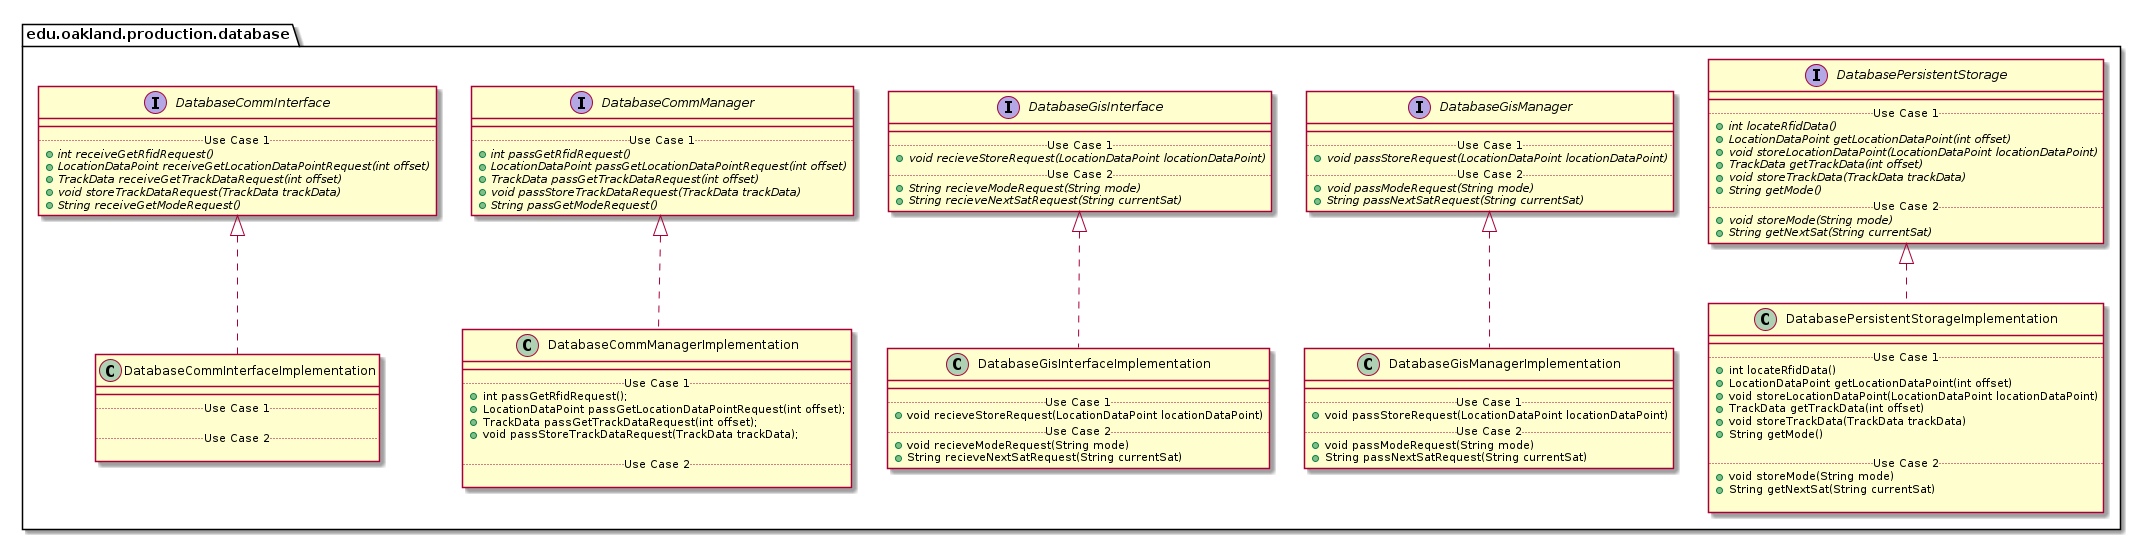 edu.oakland.production.database
I DatabaseCommInterface
Use Case 1
int receiveGetRfidRequest()
LocationDataPoint receiveGetLocationDataPointRequest(int offset)
TrackData receiveGetTrackDataRequest(int offset)
void storeTrackDataRequest(TrackData trackData)
String receiveGetModeRequest()
I DatabaseCommManager
Use Case 1
int passGetRfidRequest()
LocationDataPoint passGetLocationDataPointRequest(int offset)
TrackData passGetTrackDataRequest(int offset)
void passStoreTrackDataRequest(TrackData trackData)
String passGetModeRequest()
I DatabaseGisInterface
Use Case 1
void recieveStoreRequest(LocationDataPoint locationDataPoint)
Use Case 2
String recieveModeRequest(String mode)
String recieveNextSatRequest(String currentSat)
I DatabaseGisManager
Use Case 1
void passStoreRequest(LocationDataPoint locationDataPoint)
Use Case 2
void passModeRequest(String mode)
String passNextSatRequest(String currentSat)
I DatabasePersistentStorage
Use Case 1
int locateRfidData()
LocationDataPoint getLocationDataPoint(int offset)
void storeLocationDataPoint(LocationDataPoint locationDataPoint)
TrackData getTrackData(int offset)
void storeTrackData(TrackData trackData)
String getMode()
Use Case 2
void storeMode(String mode)
String getNextSat(String currentSat)
C DatabaseCommInterfaceImplementation
Use Case 1
Use Case 2
C DatabaseCommManagerImplementation
Use Case 1
int passGetRfidRequest();
LocationDataPoint passGetLocationDataPointRequest(int offset);
TrackData passGetTrackDataRequest(int offset);
void passStoreTrackDataRequest(TrackData trackData);
Use Case 2
C DatabaseGisInterfaceImplementation
Use Case 1
void recieveStoreRequest(LocationDataPoint locationDataPoint)
Use Case 2
void recieveModeRequest(String mode)
String recieveNextSatRequest(String currentSat)
C DatabaseGisManagerImplementation
Use Case 1
void passStoreRequest(LocationDataPoint locationDataPoint)
Use Case 2
void passModeRequest(String mode)
String passNextSatRequest(String currentSat)
C DatabasePersistentStorageImplementation
Use Case 1
int locateRfidData()
LocationDataPoint getLocationDataPoint(int offset)
void storeLocationDataPoint(LocationDataPoint locationDataPoint)
TrackData getTrackData(int offset)
void storeTrackData(TrackData trackData)
String getMode()
Use Case 2
void storeMode(String mode)
String getNextSat(String currentSat)